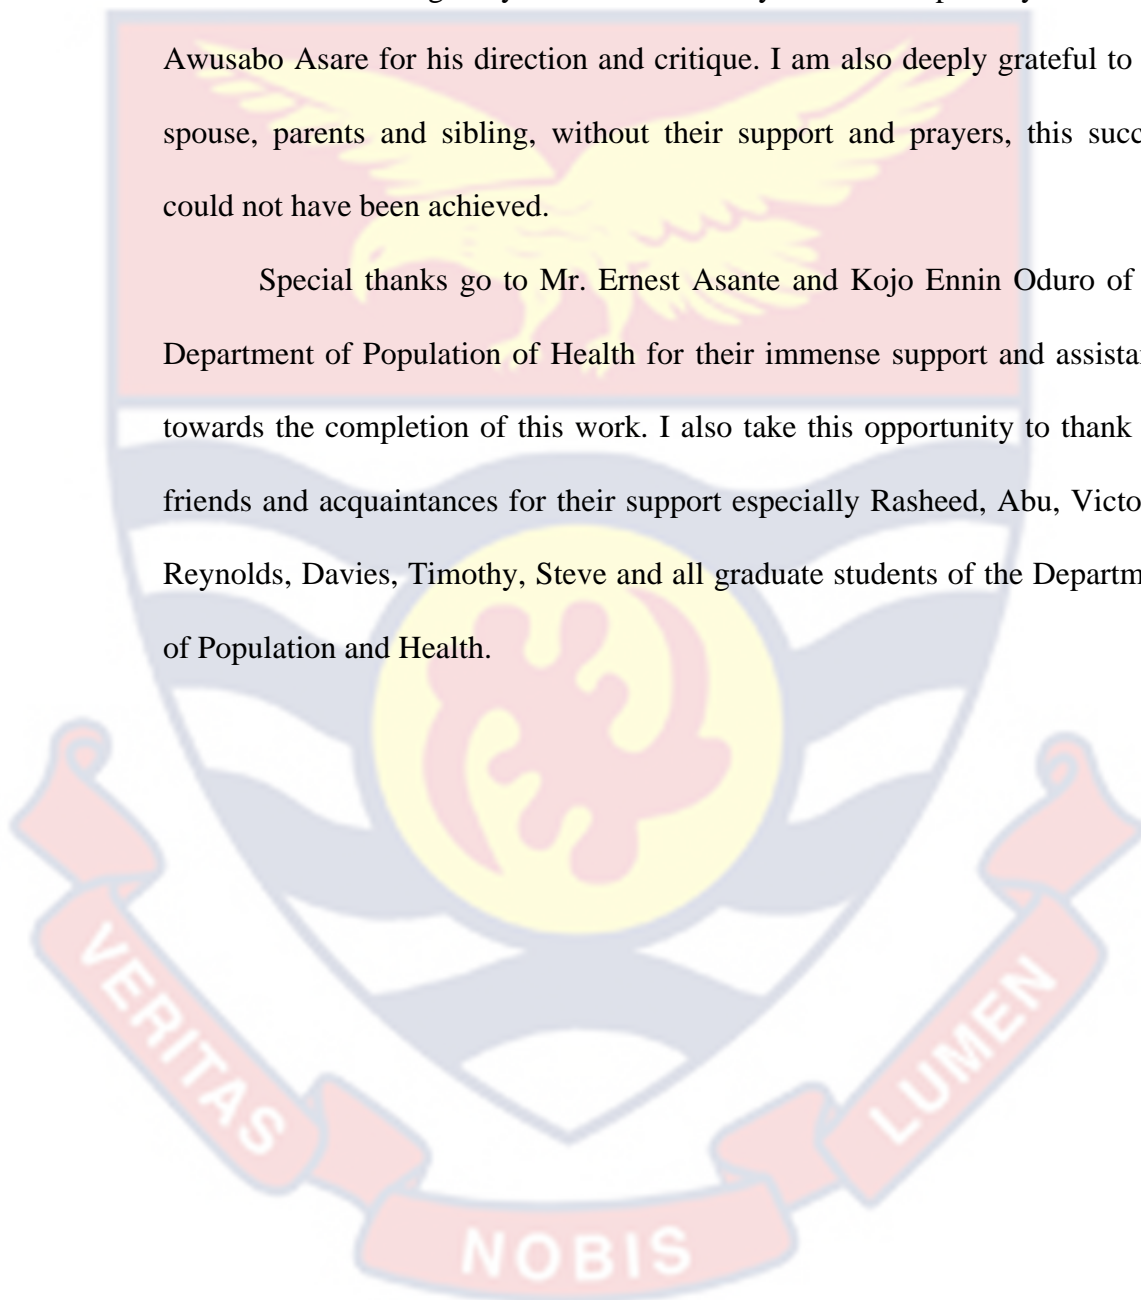 Awusabo Asare for his direction and critique. I am also deeply grateful to
spouse, parents and sibling, without their support and prayers, this
could not have been achieved.
Special thanks go to Mr. Ernest Asante and Kojo Ennin Oduro of
Department of Population of Health for their immense support and
towards the completion of this work. I also take this opportunity to thank
friends and acquaintances for their support especially Rasheed, Abu,
Reynolds, Davies, Timothy, Steve and all graduate students of the
of Population and Health.
VERITAS
NOBIS
LUMEN